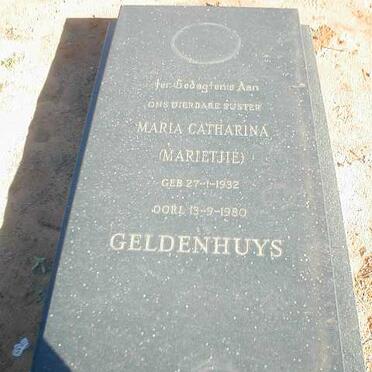 Ter Gedagtenis Aan
ONS DIERBARE SUSTER
MARIA CATHARINA
(MARIETJIE)
GEB 27-1-1932
OORL 13-9-1980
GELDENHUYS